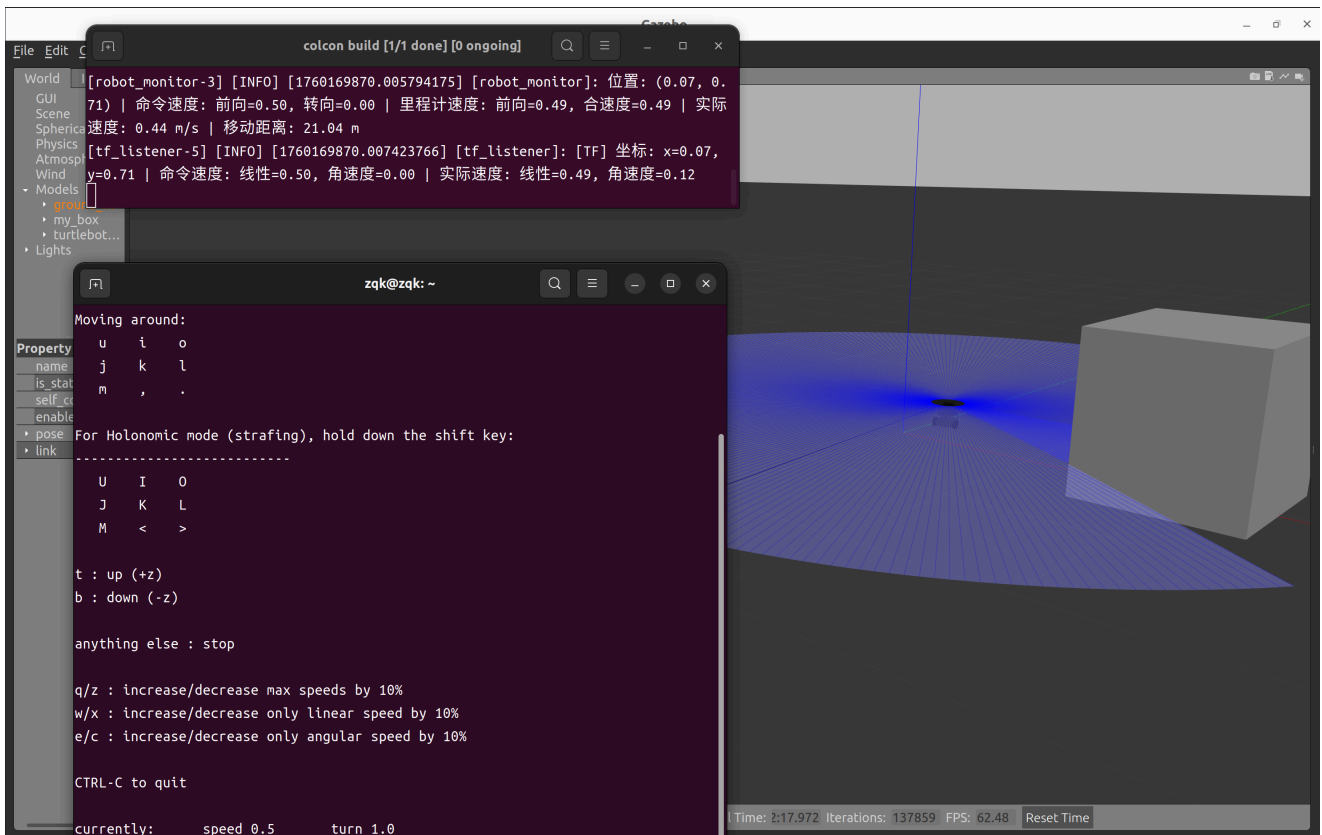 Gazebo
File Edit
colcon build [1/1 done] [0 ongoing]
World
GUI
Scene
Physics
Wind
Models
my_box
turtlebot...
Lights
[robot_monitor-3] [INFO] [1760169870.005794175] [robot_monitor]: 位置: (0.07, 0.
71) | 命令速度: 前向=0.50, 转向=0.00 | 里程计速度: 前向=0.49, 合速度=0.49 | 实际
速度: 0.44 m/s | 移动距离: 21.04 m
[tf_listener-5] [INFO] [1760169870.007423766] [tf_listener]: [TF] 坐标: x=0.07,
y=0.71 | 命令速度: 线性=0.50, 角速度=0.00 | 实际速度: 线性=0.49, 角速度=0.12
Property
name
pose
link
zqk@zqk: ~
Moving around:
u i o
j k l
m , .
For Holonomic mode (strafing), hold down the shift key:
---------------------------
U I O
J K L
M < >
t : up (+z)
b : down (-z)
anything else : stop
q/z : increase/decrease max speeds by 10%
w/x : increase/decrease only linear speed by 10%
e/c : increase/decrease only angular speed by 10%
CTRL-C to quit
currently: speed 0.5 turn 1.0
Time: 2:17.972 Iterations: 137859 FPS: 62.48 Reset Time